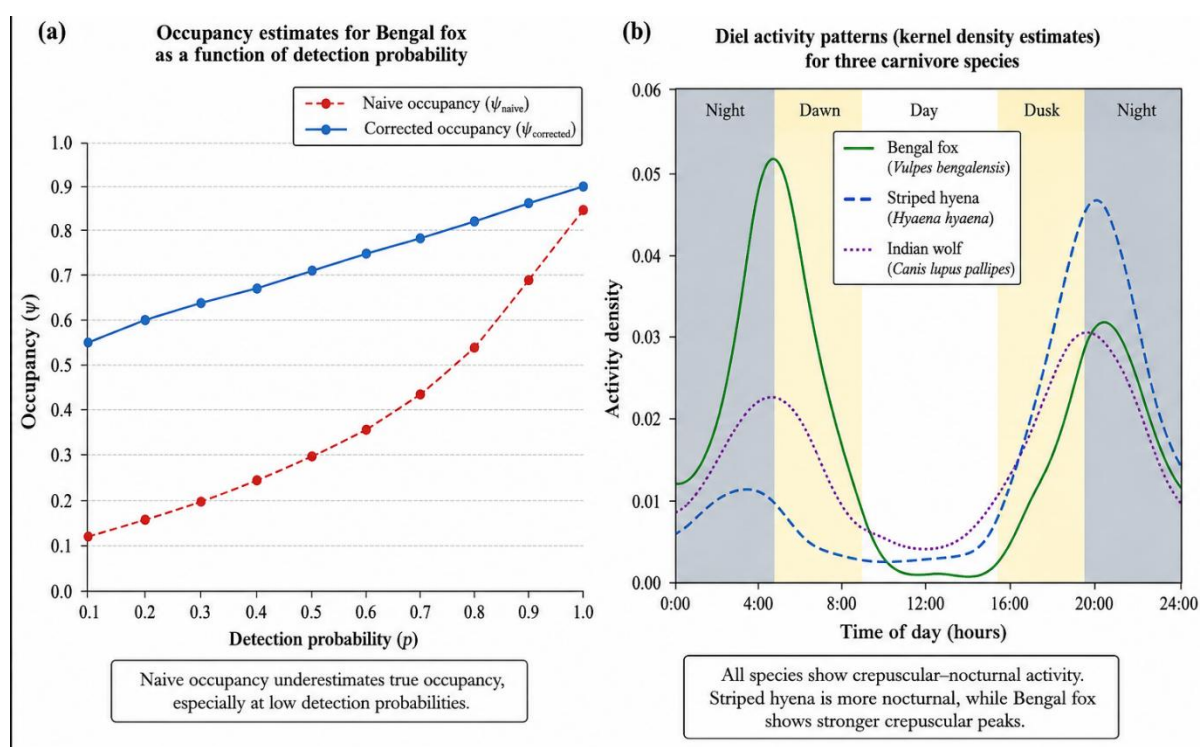 (a)
Occupancy estimates for Bengal fox
as a function of detection probability
Naive occupancy (ψnaive)
Corrected occupancy (ψcorrected)
Occupancy (ψ)
1.0
0.9
0.8
0.7
0.6
0.5
0.4
0.3
0.2
0.1
0.0
0.1 0.2 0.3 0.4 0.5 0.6 0.7 0.8 0.9 1.0
Detection probability (p)
Naive occupancy underestimates true occupancy,
especially at low detection probabilities.
(b)
Diel activity patterns (kernel density estimates)
for three carnivore species
Night Dawn Day Dusk Night
Bengal fox
(Vulpes bengalensis)
Striped hyena
(Hyaena hyaena)
Indian wolf
(Canis lupus pallipes)
Activity density
0.06
0.05
0.04
0.03
0.02
0.01
0.00
0:00 4:00 8:00 12:00 16:00 20:00 24:00
Time of day (hours)
All species show crepuscular–nocturnal activity.
Striped hyena is more nocturnal, while Bengal fox
shows stronger crepuscular peaks.